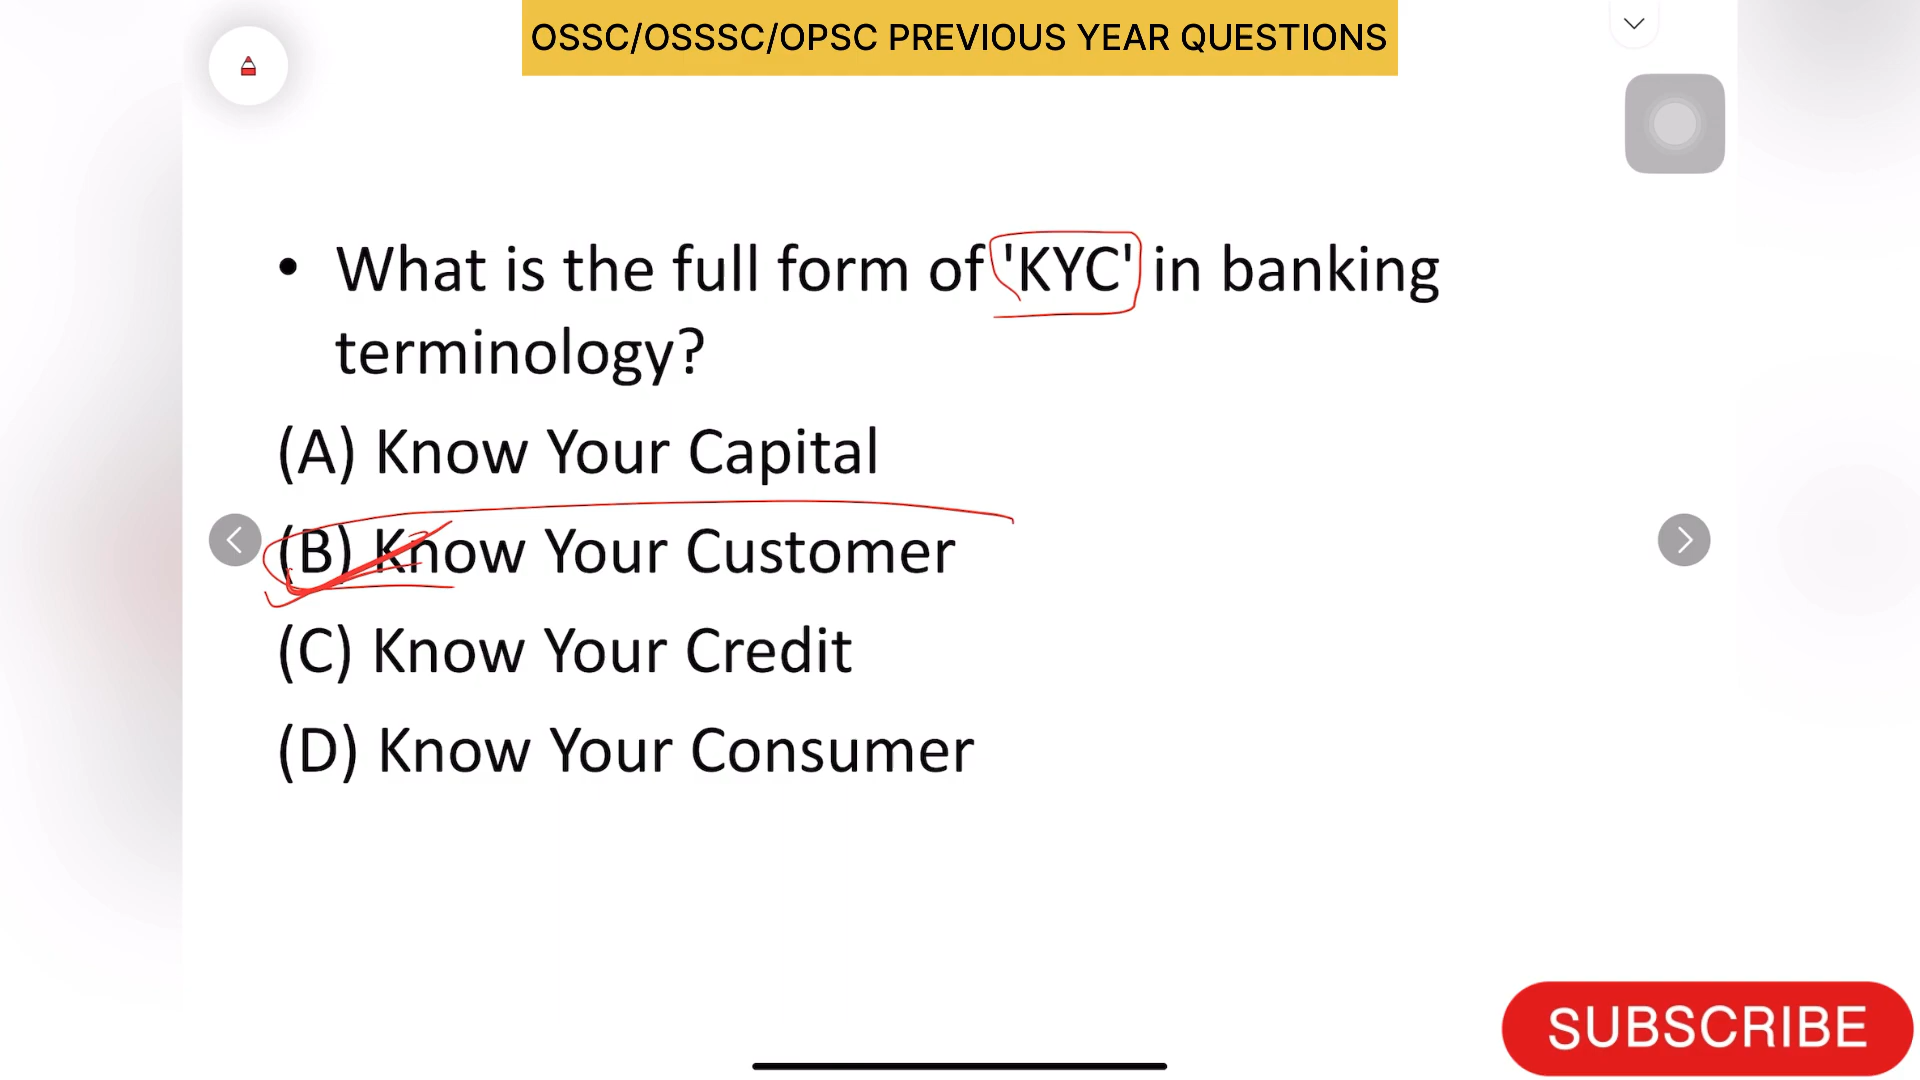 OSSC/OSSSC/OPSC PREVIOUS YEAR QUESTIONS
• What is the full form of 'KYC' in banking
terminology?
(A) Know Your Capital
(B) Know Your Customer
(C) Know Your Credit
(D) Know Your Consumer
SUBSCRIBE